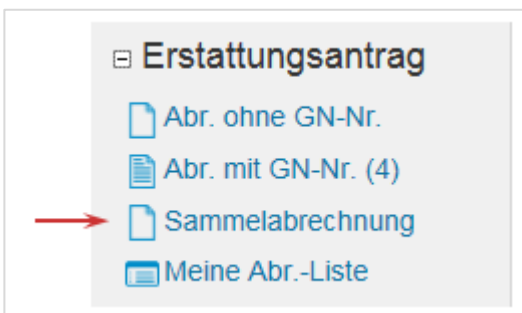 Erstattungsantrag
Abr. ohne GN-Nr.
Abr. mit GN-Nr. (4)
Sammelabrechnung
Meine Abr.-Liste